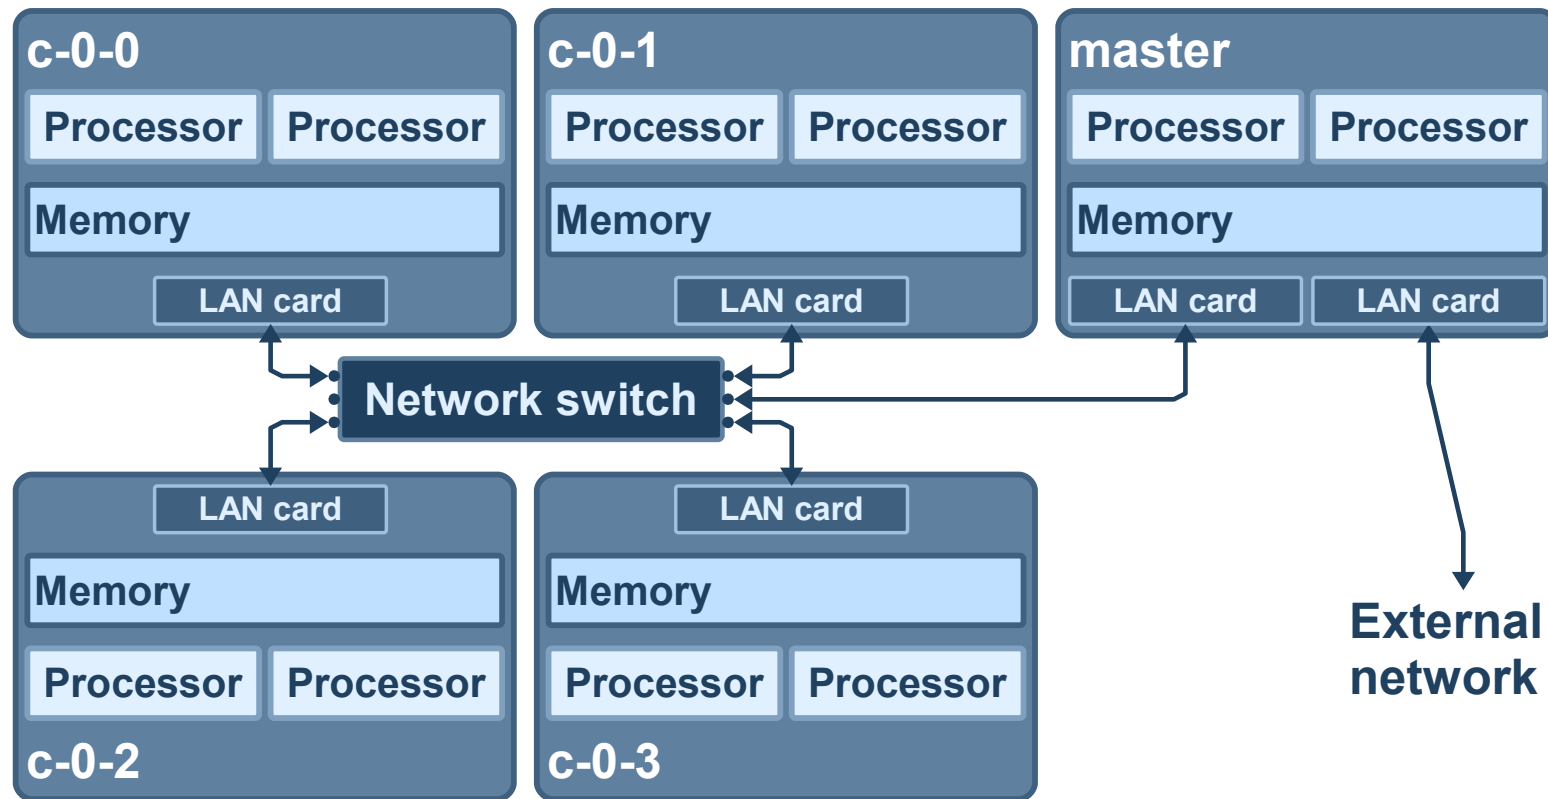 c-0-0
Processor Processor
Memory
LAN card
c-0-1
Processor Processor
Memory
LAN card
master
Processor Processor
Memory
LAN card LAN card
Network switch
LAN card
Memory
Processor Processor
c-0-2
LAN card
Memory
Processor Processor
c-0-3
External
network